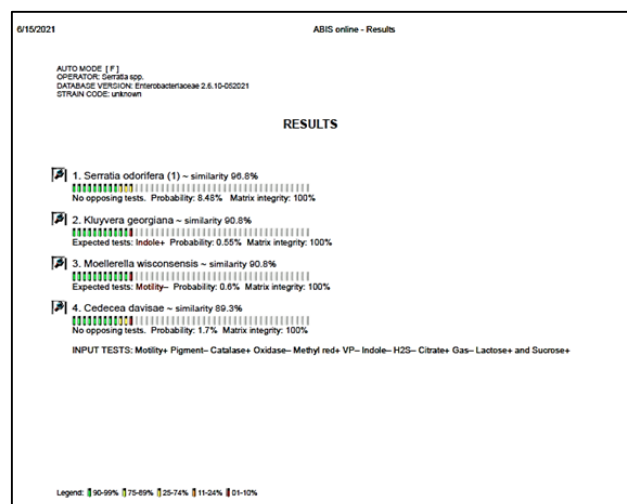 6/15/2021 ABIS online - Results
AUTO MODE [ F ]
OPERATOR: Serratia spp.
DATABASE VERSION: Enterobacteriaceae 2.6.10-052021
STRAIN CODE: unknown
RESULTS
1. Serratia odorifera (1) ~ similarity 96.8%
No opposing tests. Probability: 8.48% Matrix integrity: 100%
2. Kluyvera georgiana ~ similarity 90.8%
Expected tests: Indole+ Probability: 0.55% Matrix integrity: 100%
3. Moellerella wisconsensis ~ similarity 90.8%
Expected tests: Motility– Probability: 0.6% Matrix integrity: 100%
4. Cedecea davisae ~ similarity 89.3%
No opposing tests. Probability: 1.7% Matrix integrity: 100%
INPUT TESTS: Motility+ Pigment– Catalase+ Oxidase– Methyl red+ VP– Indole– H2S– Citrate+ Gas– Lactose+ and Sucrose+
Legend: 90-99% 75-89% 25-74% 11-24% 01-10%